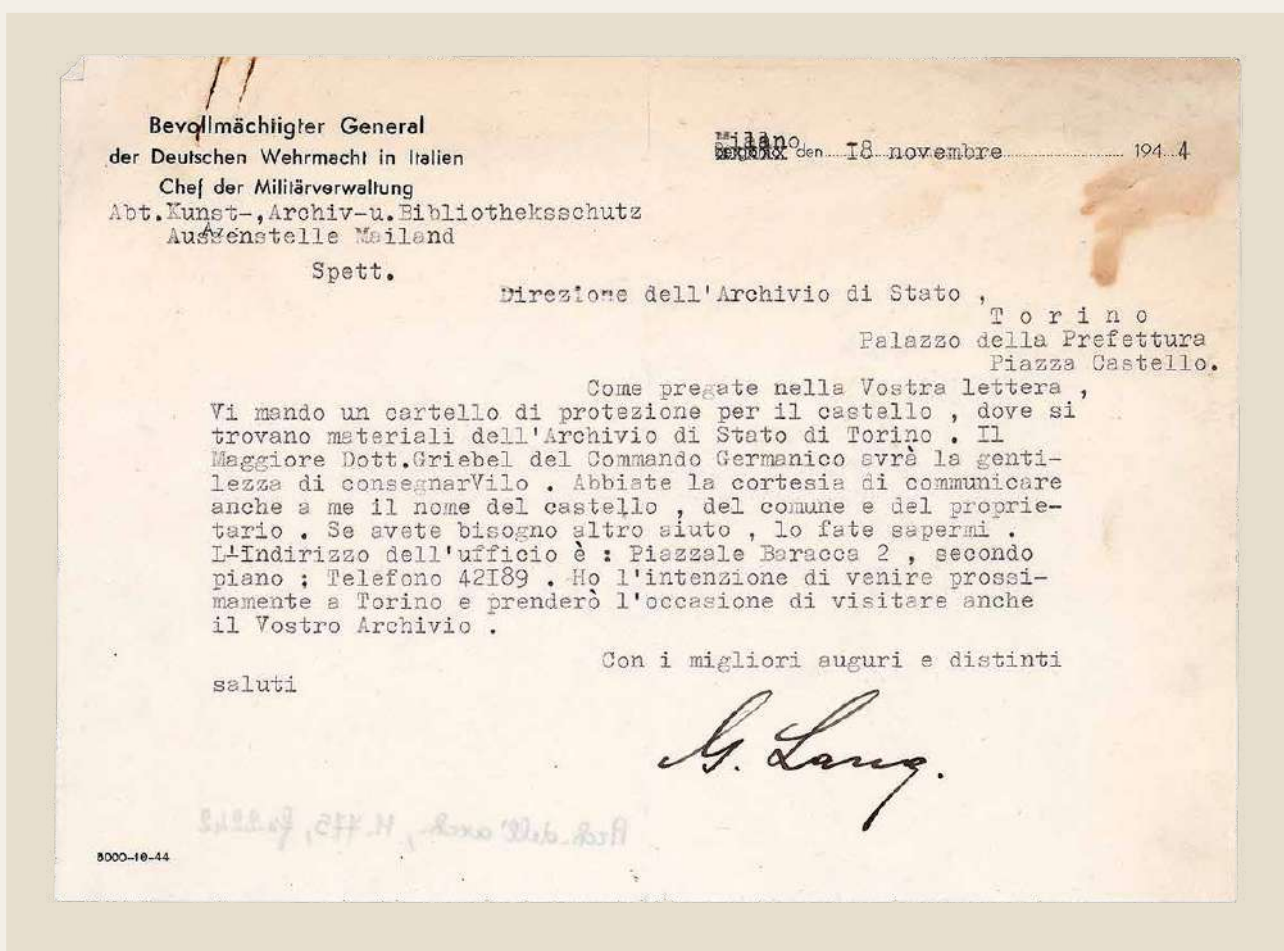 Bevollmächtigter General
der Deutschen Wehrmacht in Italien
Chef der Militärverwaltung
Abt.Kunst-,Archiv-u.Bibliotheksschutz
Aussenstelle Mailand
Milano den 18 novembre 1944
Spett.
Direzione dell'Archivio di Stato ,
T o r i n o
Palazzo della Prefettura
Piazza Castello.
Come pregate nella Vostra lettera ,
Vi mando un cartello di protezione per il castello , dove si
trovano materiali dell'Archivio di Stato di Torino . Il
Maggiore Dott.Griebel del Commando Germanico avrà la genti-
lezza di consegnarVilo . Abbiate la cortesia di communicare
anche a me il nome del castello , del comune e del proprie-
tario . Se avete bisogno altro aiuto , lo fate sapermi .
L'Indirizzo dell'ufficio è : Piazzale Baracca 2 , secondo
piano ; Telefono 42I89 . Ho l'intenzione di venire prossi-
mamente a Torino e prenderò l'occasione di visitare anche
il Vostro Archivio .
Con i migliori auguri e distinti
saluti
G. Lang.
Arch. dell'arch., M. 475,
8000-10-44